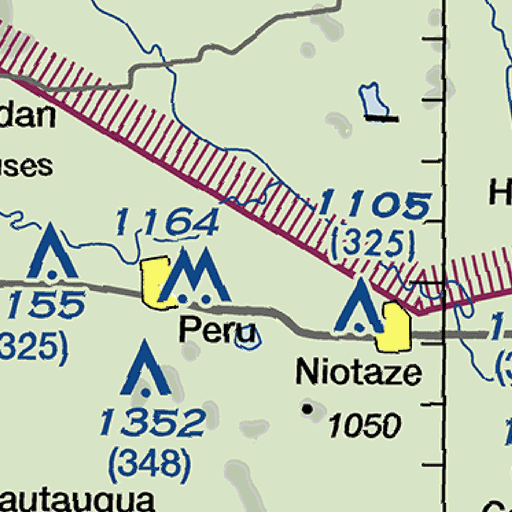 dan
uses
1164
1105
(325)
H
155
325)
Peru
Niotaze
1352
(348)
1050
autauqua